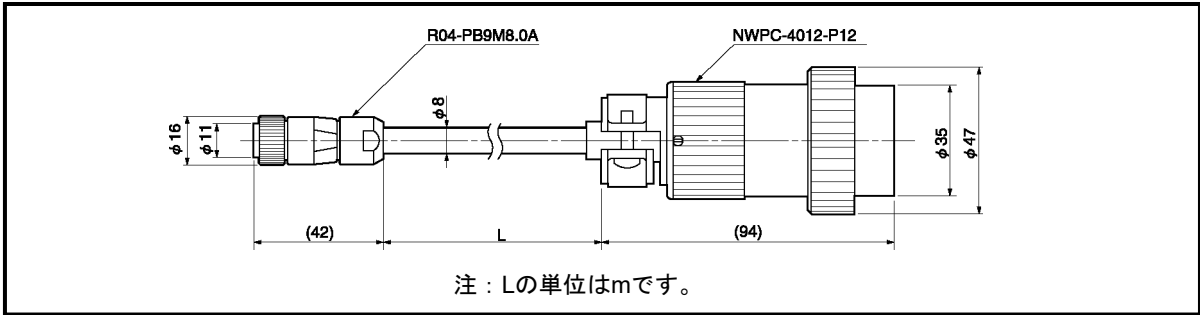 R04-PB9M8.0A
NWPC-4012-P12
φ16
φ11
φ8
φ35
φ47
(42)
L
(94)
注：Lの単位はmです。